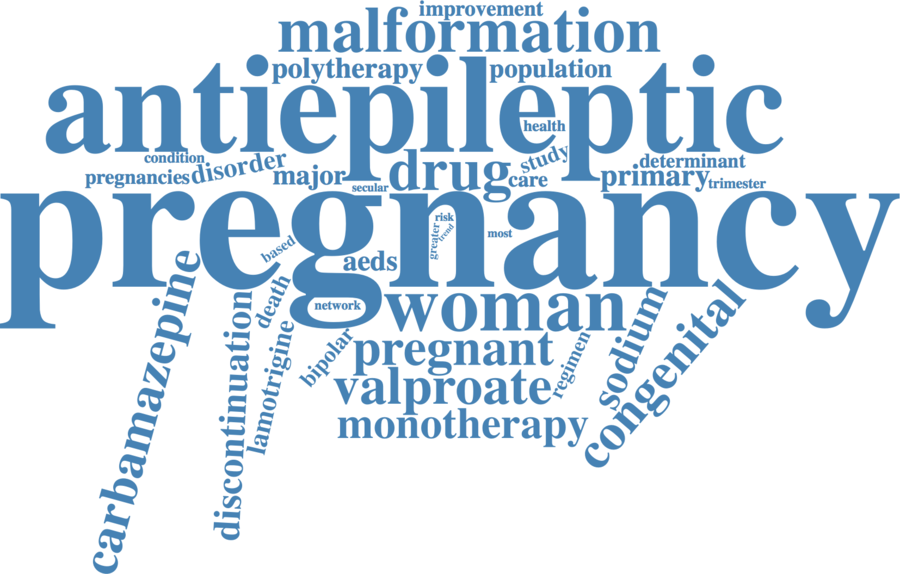 improvement
malformation
polytherapy population
antiepileptic
health
condition disorder study determinant
pregnancies major drug care primary trimester
secular
pregnancy
risk
greater trend most
based aeds
network
woman
death
carbamazepine discontinuation lamotrigine bipolar pregnant regimen sodium congenital
valproate
monotherapy